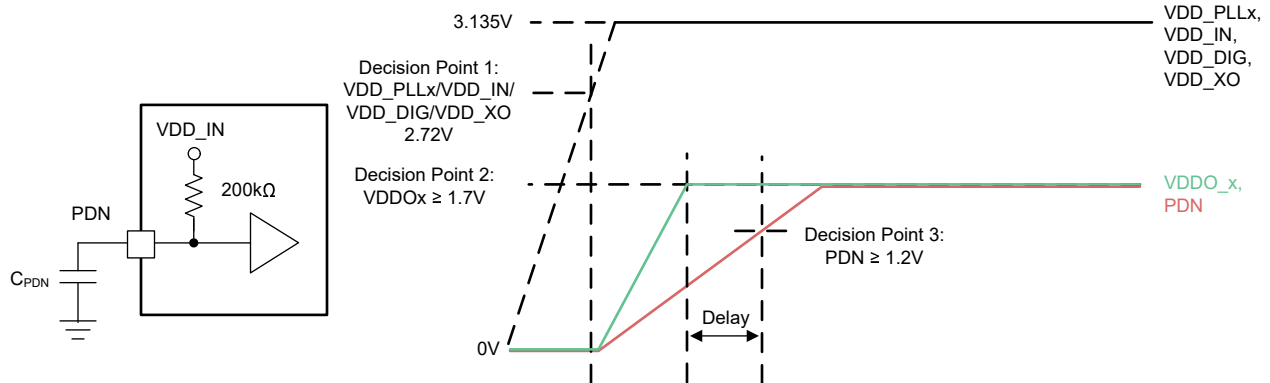 VDD_IN
200kΩ
PDN
CPDN
3.135V
Decision Point 1:
VDD_PLLx/VDD_IN/
VDD_DIG/VDD_XO
2.72V
Decision Point 2:
VDDOx ≥ 1.7V
0V
Delay
Decision Point 3:
PDN ≥ 1.2V
VDD_PLLx,
VDD_IN,
VDD_DIG,
VDD_XO
VDDO_x,
PDN